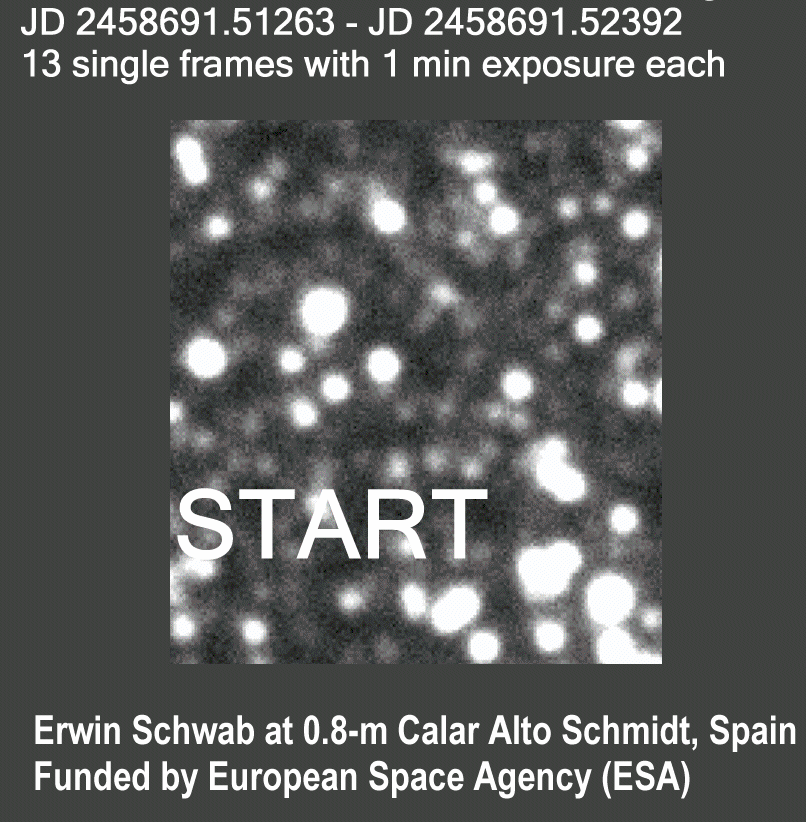 JD 2458691.51263 - JD 2458691.52392
13 single frames with 1 min exposure each
START
Erwin Schwab at 0.8-m Calar Alto Schmidt, Spain
Funded by European Space Agency (ESA)